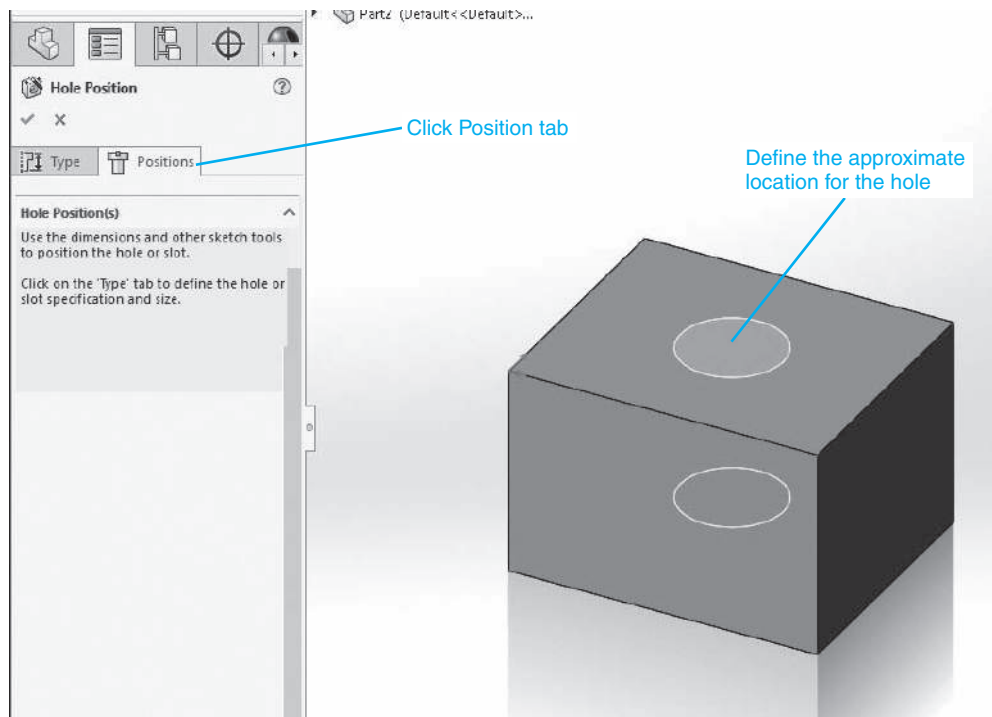 Part2 (Default<<Default>...
Hole Position
Click Position tab
Type
Positions
Define the approximate
location for the hole
Hole Position(s)
Use the dimensions and other sketch tools
to position the hole or slot.
Click on the 'Type' tab to define the hole or
slot specification and size.